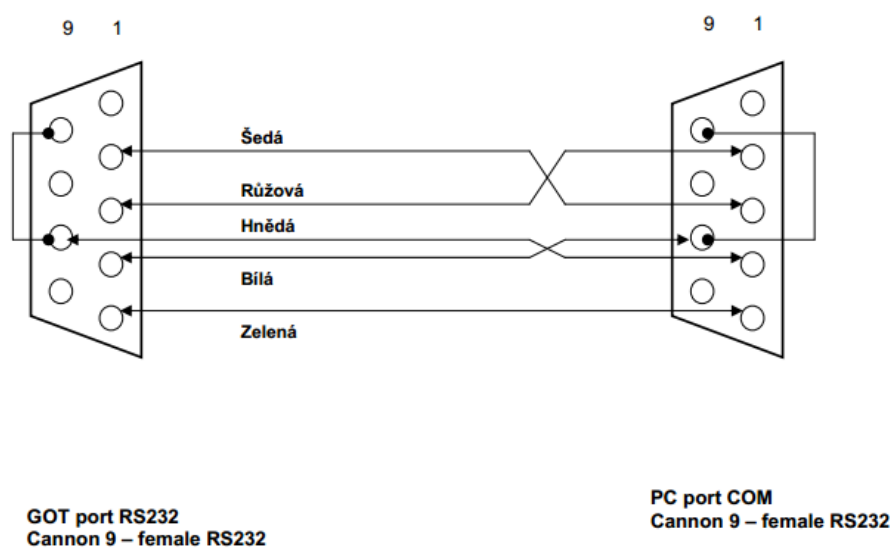 9 1
9 1
Šedá
Růžová
Hnědá
Bílá
Zelená
GOT port RS232
Cannon 9 – female RS232
PC port COM
Cannon 9 – female RS232